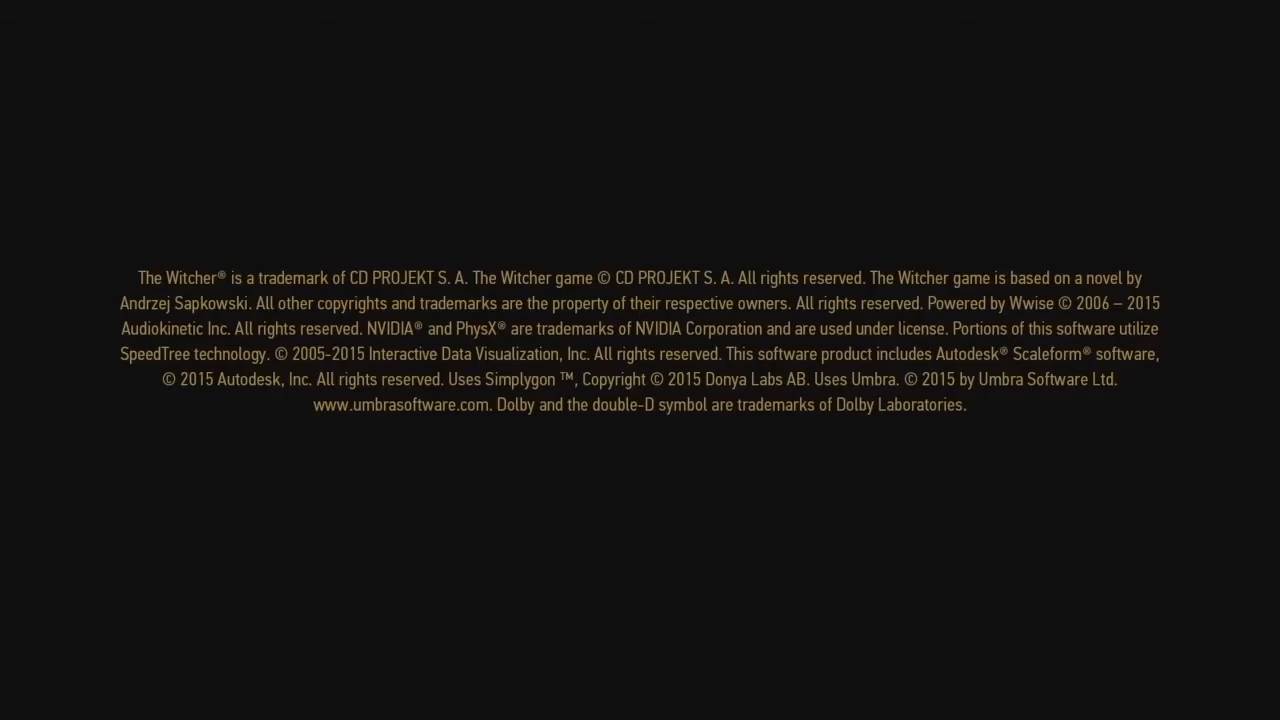 The Witcher® is a trademark of CD PROJEKT S. A. The Witcher game © CD PROJEKT S. A. All rights reserved. The Witcher game is based on a novel by
Andrzej Sapkowski. All other copyrights and trademarks are the property of their respective owners. All rights reserved. Powered by Wwise © 2006 – 2015
Audiokinetic Inc. All rights reserved. NVIDIA® and PhysX® are trademarks of NVIDIA Corporation and are used under license. Portions of this software utilize
SpeedTree technology. © 2005-2015 Interactive Data Visualization, Inc. All rights reserved. This software product includes Autodesk® Scaleform® software,
© 2015 Autodesk, Inc. All rights reserved. Uses Simplygon ™, Copyright © 2015 Donya Labs AB. Uses Umbra. © 2015 by Umbra Software Ltd.
www.umbrasoftware.com. Dolby and the double-D symbol are trademarks of Dolby Laboratories.